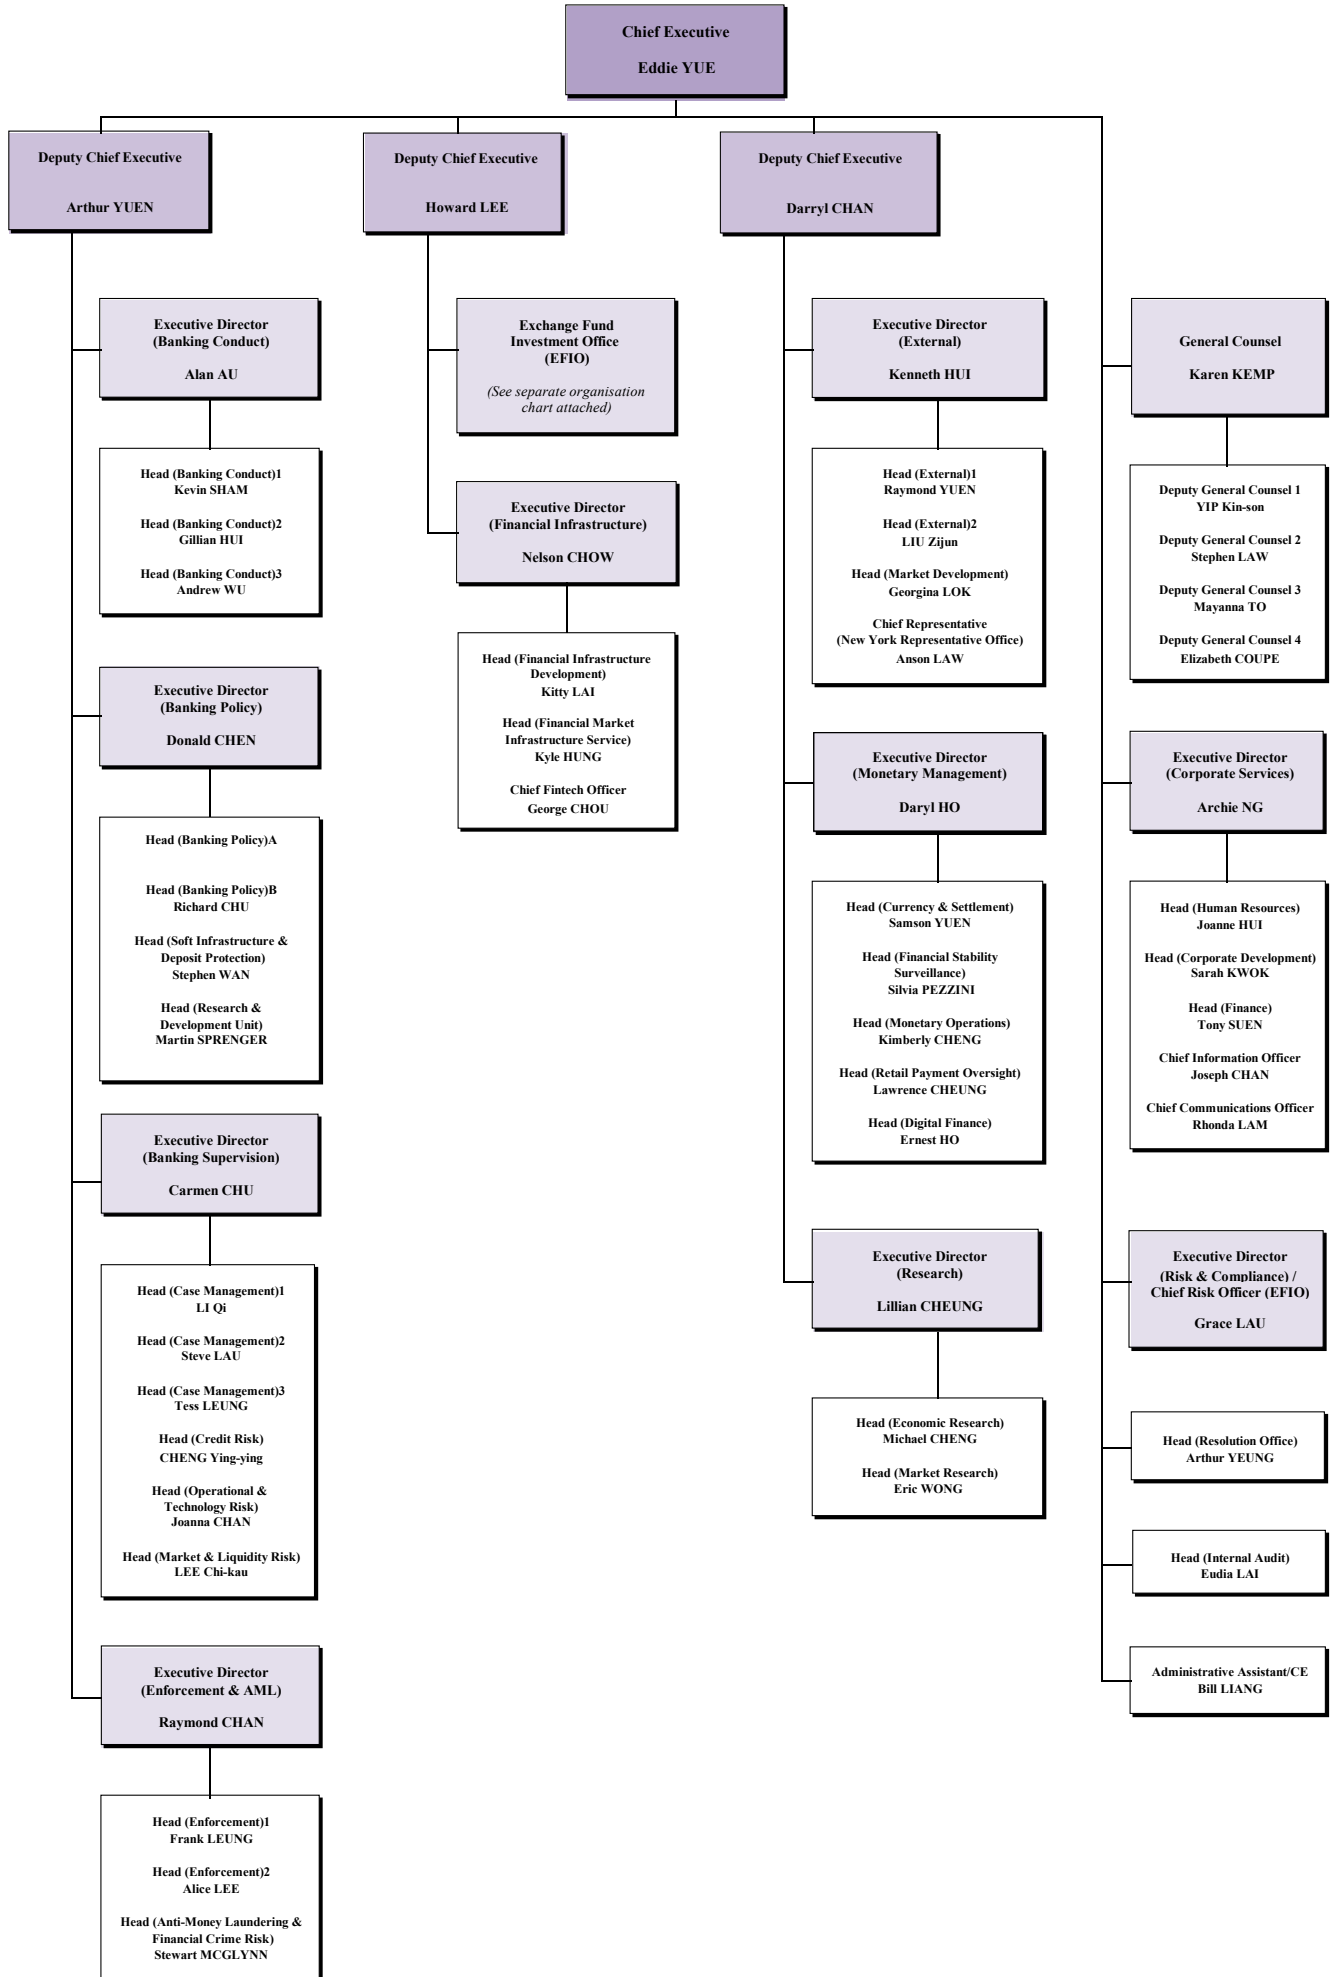 Chief Executive
Eddie YUE
Deputy Chief Executive
Arthur YUEN
Deputy Chief Executive
Howard LEE
Deputy Chief Executive
Darryl CHAN
Executive Director
(Banking Conduct)
Alan AU
Head (Banking Conduct)1
Kevin SHAM
Head (Banking Conduct)2
Gillian HUI
Head (Banking Conduct)3
Andrew WU
Executive Director
(Banking Policy)
Donald CHEN
Head (Banking Policy)A
Head (Banking Policy)B
Richard CHU
Head (Soft Infrastructure &
Deposit Protection)
Stephen WAN
Head (Research &
Development Unit)
Martin SPRENGER
Executive Director
(Banking Supervision)
Carmen CHU
Head (Case Management)1
LI Qi
Head (Case Management)2
Steve LAU
Head (Case Management)3
Tess LEUNG
Head (Credit Risk)
CHENG Ying-ying
Head (Operational &
Technology Risk)
Joanna CHAN
Head (Market & Liquidity Risk)
LEE Chi-kau
Executive Director
(Enforcement & AML)
Raymond CHAN
Head (Enforcement)1
Frank LEUNG
Head (Enforcement)2
Alice LEE
Head (Anti-Money Laundering &
Financial Crime Risk)
Stewart MCGLYNN
Exchange Fund
Investment Office
(EFIO)
(See separate organisation
chart attached)
Executive Director
(Financial Infrastructure)
Nelson CHOW
Head (Financial Infrastructure
Development)
Kitty LAI
Head (Financial Market
Infrastructure Service)
Kyle HUNG
Chief Fintech Officer
George CHOU
Executive Director
(External)
Kenneth HUI
Head (External)1
Raymond YUEN
Head (External)2
LIU Zijun
Head (Market Development)
Georgina LOK
Chief Representative
(New York Representative Office)
Anson LAW
Executive Director
(Monetary Management)
Daryl HO
Head (Currency & Settlement)
Samson YUEN
Head (Financial Stability
Surveillance)
Silvia PEZZINI
Head (Monetary Operations)
Kimberly CHENG
Head (Retail Payment Oversight)
Lawrence CHEUNG
Head (Digital Finance)
Ernest HO
Executive Director
(Research)
Lillian CHEUNG
Head (Economic Research)
Michael CHENG
Head (Market Research)
Eric WONG
General Counsel
Karen KEMP
Deputy General Counsel 1
YIP Kin-son
Deputy General Counsel 2
Stephen LAW
Deputy General Counsel 3
Mayanna TO
Deputy General Counsel 4
Elizabeth COUPE
Executive Director
(Corporate Services)
Archie NG
Head (Human Resources)
Joanne HUI
Head (Corporate Development)
Sarah KWOK
Head (Finance)
Tony SUEN
Chief Information Officer
Joseph CHAN
Chief Communications Officer
Rhonda LAM
Executive Director
(Risk & Compliance) /
Chief Risk Officer (EFIO)
Grace LAU
Head (Resolution Office)
Arthur YEUNG
Head (Internal Audit)
Eudia LAI
Administrative Assistant/CE
Bill LIANG